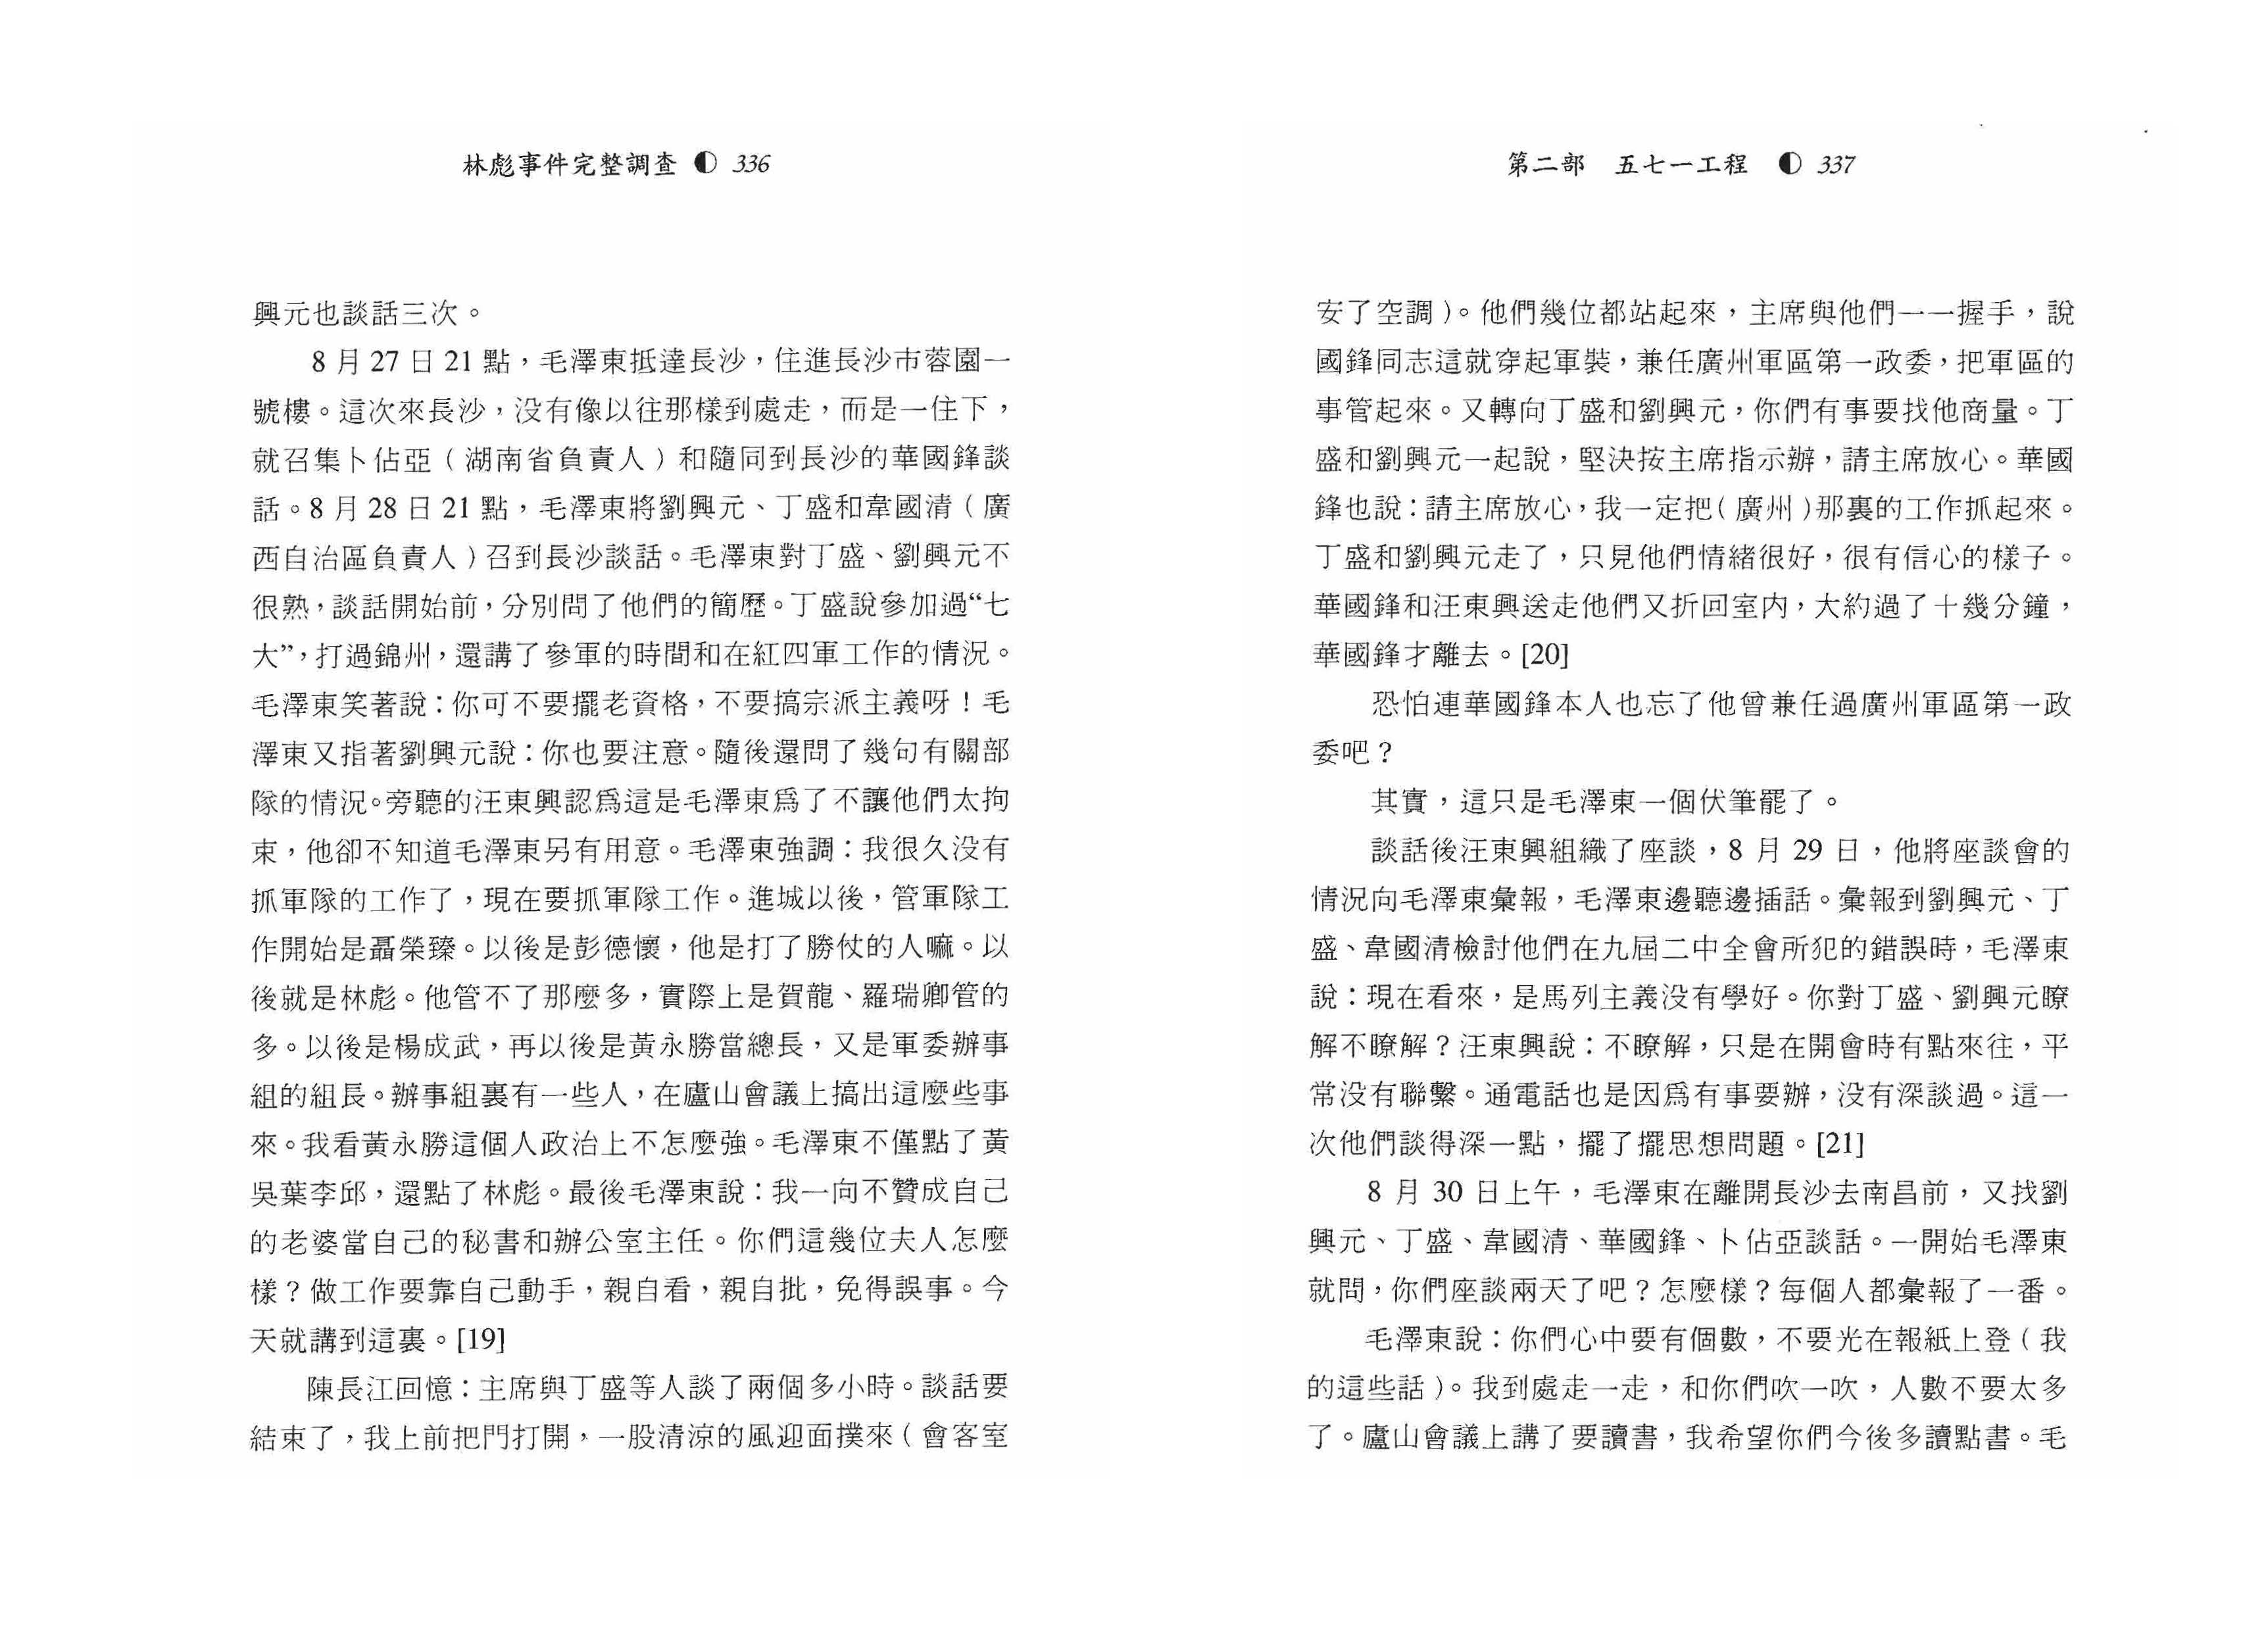 林彪事件完整調查 ◐ 336
興元也談話三次。
8 月 27 日 21 點，毛澤東抵達長沙，住進長沙市蓉園一
號樓。這次來長沙，没有像以往那樣到處走，而是一住下，
就召集卜佔亞（湖南省負責人）和隨同到長沙的華國鋒談
話。8 月 28 日 21 點，毛澤東將劉興元、丁盛和韋國清（廣
西自治區負責人）召到長沙談話。毛澤東對丁盛、劉興元不
很熟，談話開始前，分別問了他們的簡歷。丁盛說參加過“七
大”，打過錦州，還講了參軍的時間和在紅四軍工作的情況。
毛澤東笑著說：你可不要擺老資格，不要搞宗派主義呀！毛
澤東又指著劉興元說：你也要注意。隨後還問了幾句有關部
隊的情況。旁聽的汪東興認爲這是毛澤東爲了不讓他們太拘
束，他卻不知道毛澤東另有用意。毛澤東強調：我很久没有
抓軍隊的工作了，現在要抓軍隊工作。進城以後，管軍隊工
作開始是聶榮臻。以後是彭德懷，他是打了勝仗的人嘛。以
後就是林彪。他管不了那麼多，實際上是賀龍、羅瑞卿管的
多。以後是楊成武，再以後是黃永勝當總長，又是軍委辦事
組的組長。辦事組裏有一些人，在廬山會議上搞出這麼些事
來。我看黃永勝這個人政治上不怎麼強。毛澤東不僅點了黃
吳葉李邱，還點了林彪。最後毛澤東說：我一向不贊成自己
的老婆當自己的秘書和辦公室主任。你們這幾位夫人怎麼
樣？做工作要靠自己動手，親自看，親自批，免得誤事。今
天就講到這裏。[19]
陳長江回憶：主席與丁盛等人談了兩個多小時。談話要
結束了，我上前把門打開，一股清涼的風迎面撲來（會客室
第二部 五七一工程 ◐ 337
安了空調）。他們幾位都站起來，主席與他們一一握手，說
國鋒同志這就穿起軍裝，兼任廣州軍區第一政委，把軍區的
事管起來。又轉向丁盛和劉興元，你們有事要找他商量。丁
盛和劉興元一起說，堅決按主席指示辦，請主席放心。華國
鋒也說：請主席放心，我一定把（廣州）那裏的工作抓起來。
丁盛和劉興元走了，只見他們情緒很好，很有信心的樣子。
華國鋒和汪東興送走他們又折回室内，大約過了十幾分鐘，
華國鋒才離去。[20]
恐怕連華國鋒本人也忘了他曾兼任過廣州軍區第一政
委吧？
其實，這只是毛澤東一個伏筆罷了。
談話後汪東興組織了座談，8 月 29 日，他將座談會的
情況向毛澤東彙報，毛澤東邊聽邊插話。彙報到劉興元、丁
盛、韋國清檢討他們在九屆二中全會所犯的錯誤時，毛澤東
說：現在看來，是馬列主義没有學好。你對丁盛、劉興元瞭
解不瞭解？汪東興說：不瞭解，只是在開會時有點來往，平
常没有聯繫。通電話也是因爲有事要辦，没有深談過。這一
次他們談得深一點，擺了擺思想問題。[21]
8 月 30 日上午，毛澤東在離開長沙去南昌前，又找劉
興元、丁盛、韋國清、華國鋒、卜佔亞談話。一開始毛澤東
就問，你們座談兩天了吧？怎麼樣？每個人都彙報了一番。
毛澤東說：你們心中要有個數，不要光在報紙上登（我
的這些話）。我到處走一走，和你們吹一吹，人數不要太多
了。廬山會議上講了要讀書，我希望你們今後多讀點書。毛